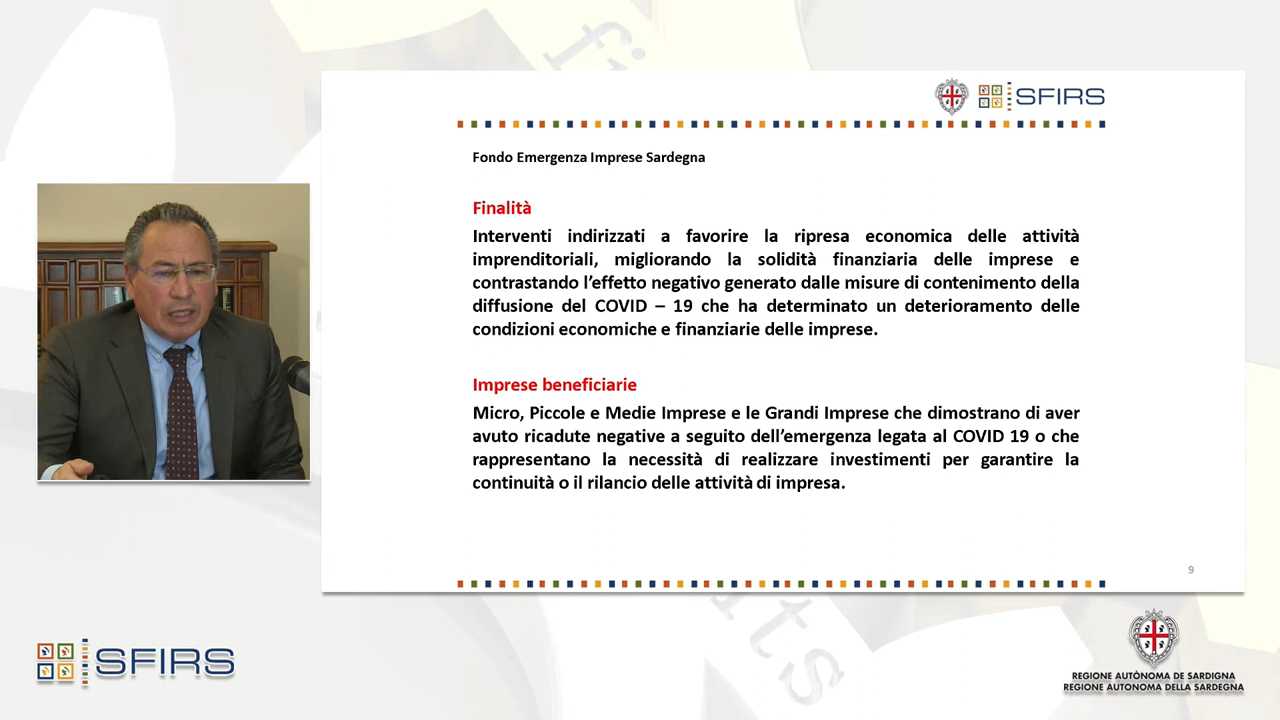 fi
SFIRS
Fondo Emergenza Imprese Sardegna
Finalità
Interventi indirizzati a favorire la ripresa economica delle attività
imprenditoriali, migliorando la solidità finanziaria delle imprese e
contrastando l’effetto negativo generato dalle misure di contenimento della
diffusione del COVID – 19 che ha determinato un deterioramento delle
condizioni economiche e finanziarie delle imprese.
Imprese beneficiarie
Micro, Piccole e Medie Imprese e le Grandi Imprese che dimostrano di aver
avuto ricadute negative a seguito dell’emergenza legata al COVID 19 o che
rappresentano la necessità di realizzare investimenti per garantire la
continuità o il rilancio delle attività di impresa.
9
its
SFIRS
REGIONE AUTÒNOMA DE SARDIGNA
REGIONE AUTONOMA DELLA SARDEGNA